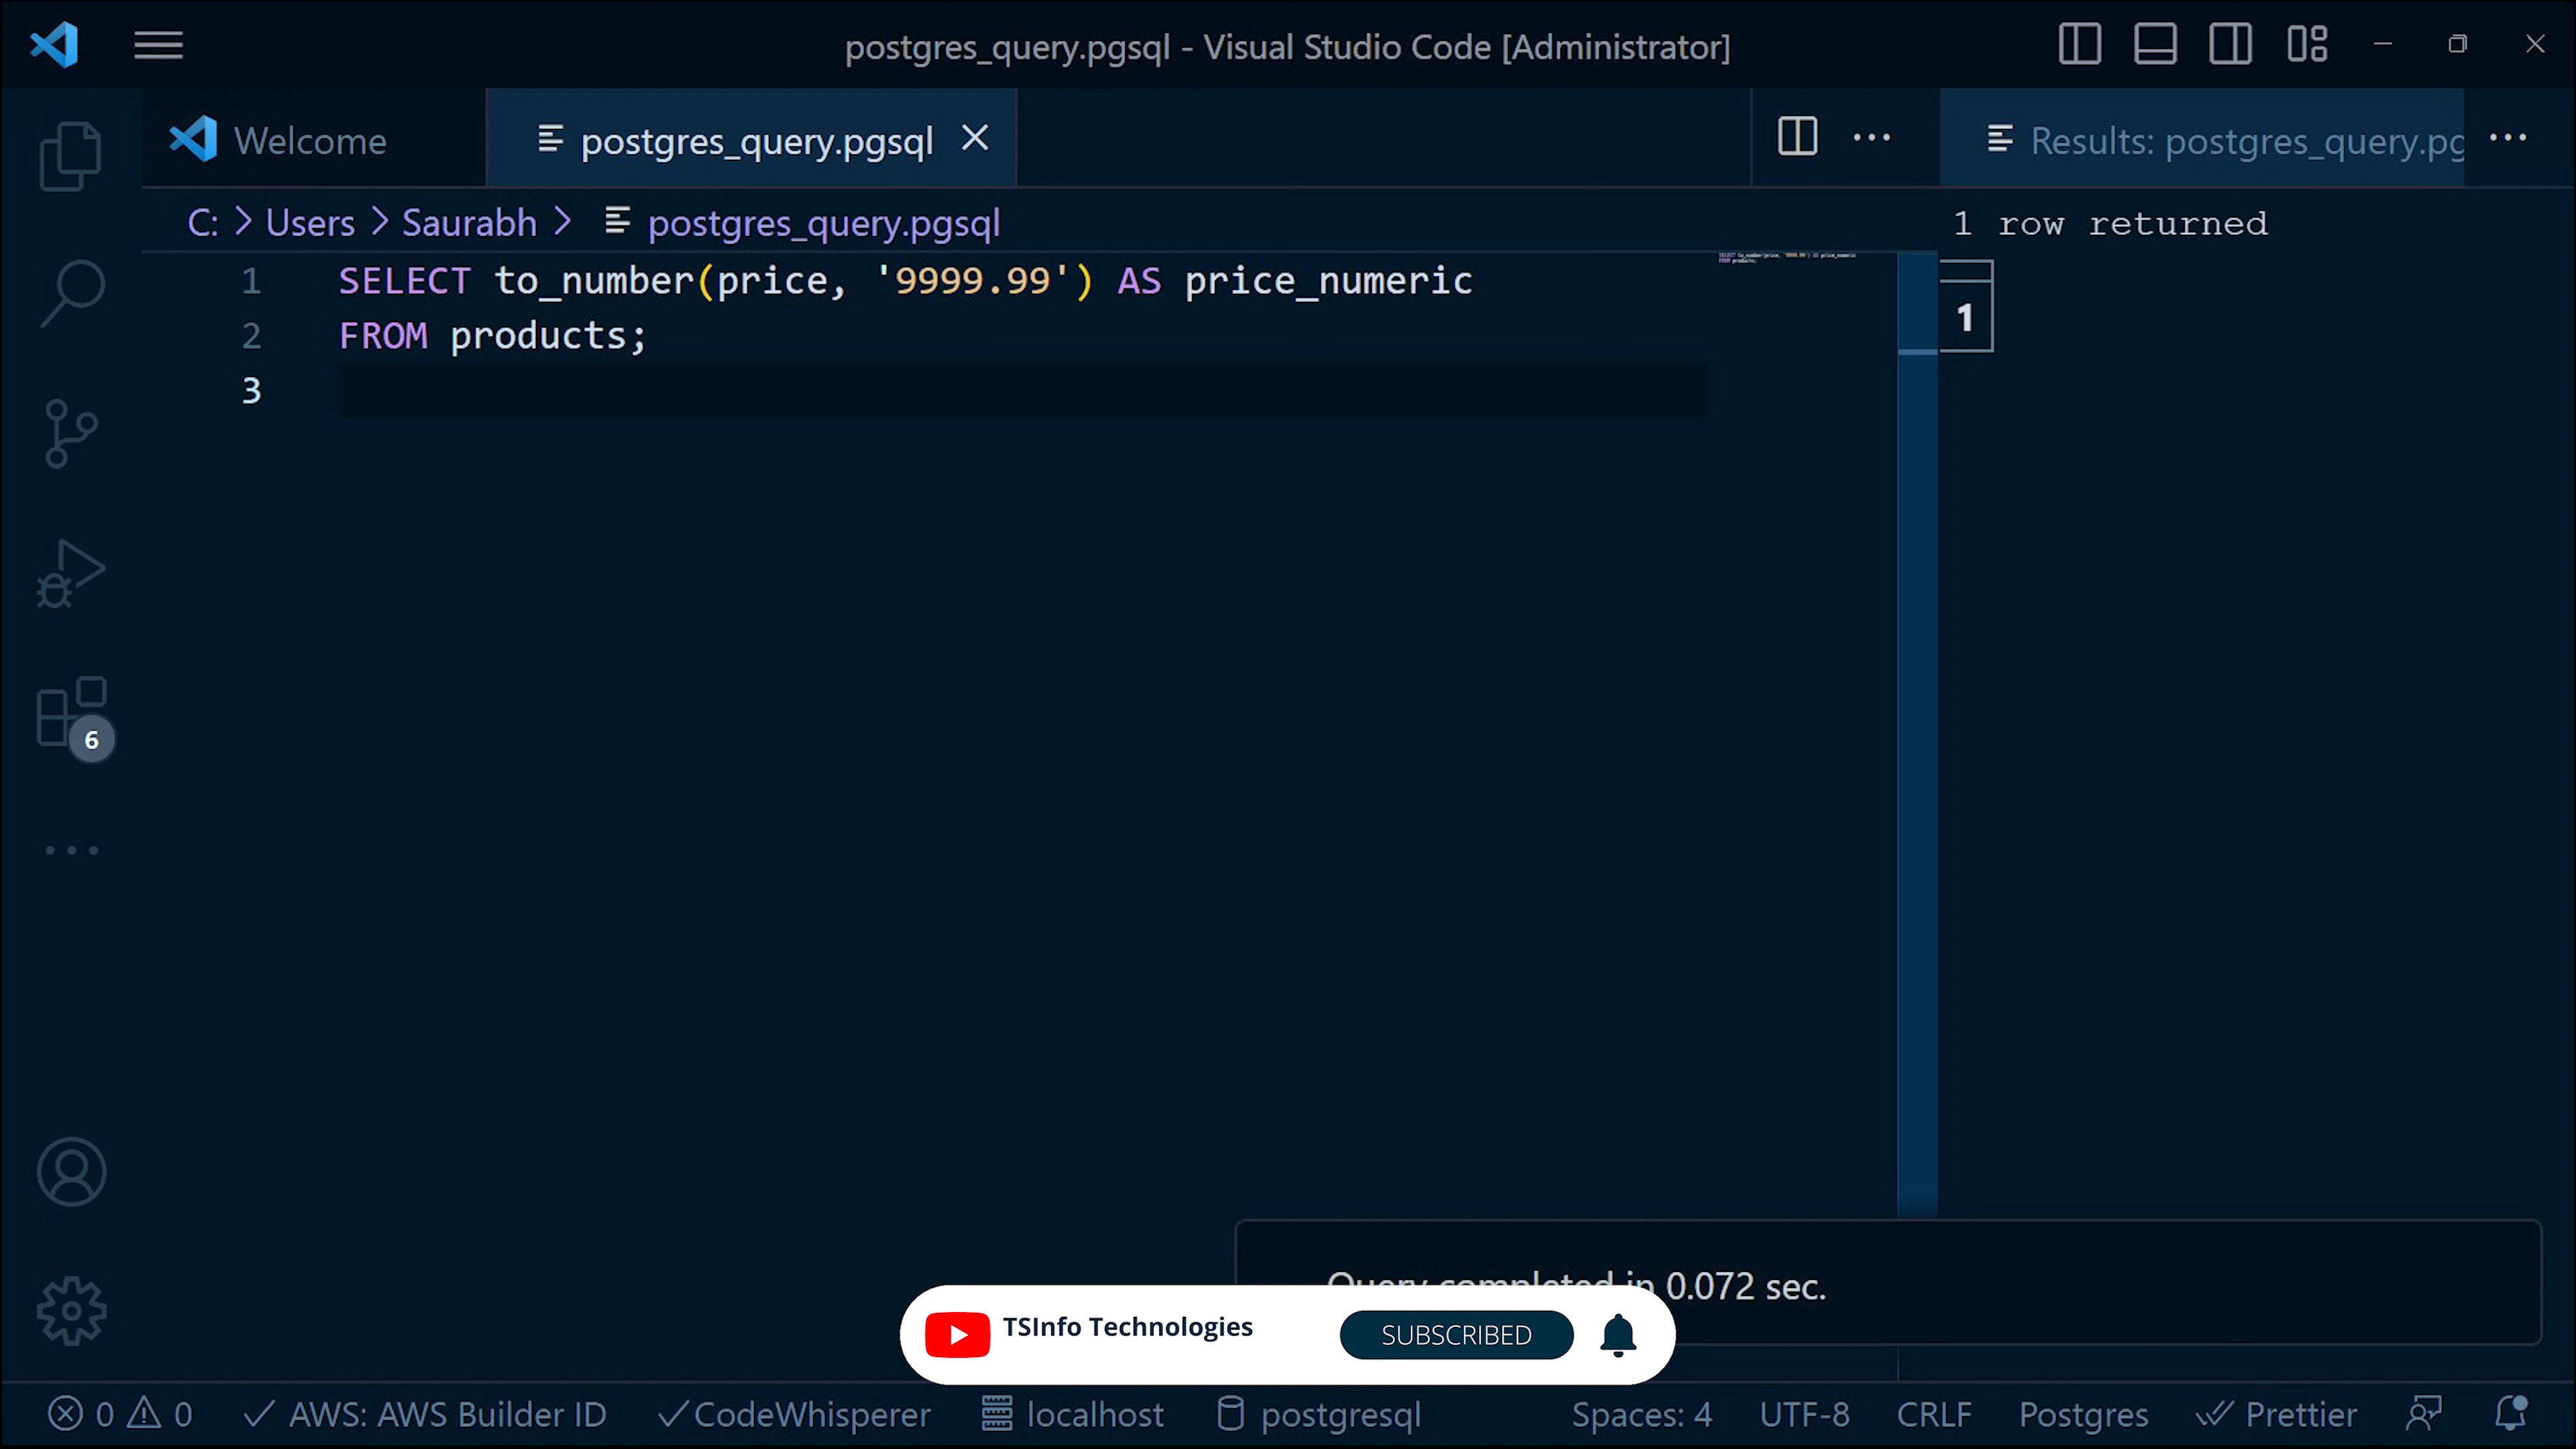 postgres_query.pgsql - Visual Studio Code [Administrator]
Welcome
postgres_query.pgsql
Results: postgres_query.pg
C: > Users > Saurabh > postgres_query.pgsql
1 row returned
1 SELECT to_number(price, '9999.99') AS price_numeric
2 FROM products;
3
1
6
Query completed in 0.072 sec.
TSInfo Technologies
SUBSCRIBED
0 0 AWS: AWS Builder ID CodeWhisperer localhost postgresql Spaces: 4 UTF-8 CRLF Postgres Prettier